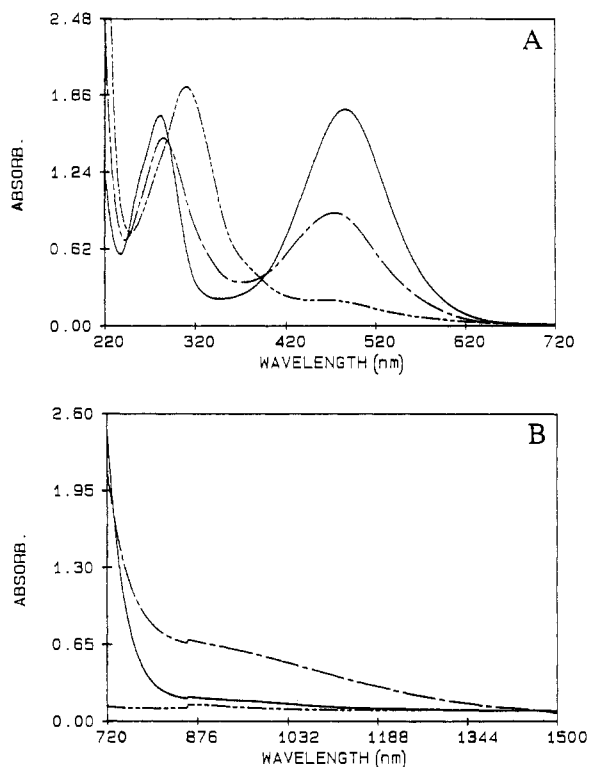 A
2.48
1.86
1.24
0.62
0.00
ABSORB.
220 320 420 520 620 720
WAVELENGTH (nm)
B
2.60
1.95
1.30
0.65
0.00
ABSORB.
720 876 1032 1188 1344 1500
WAVELENGTH (nm)